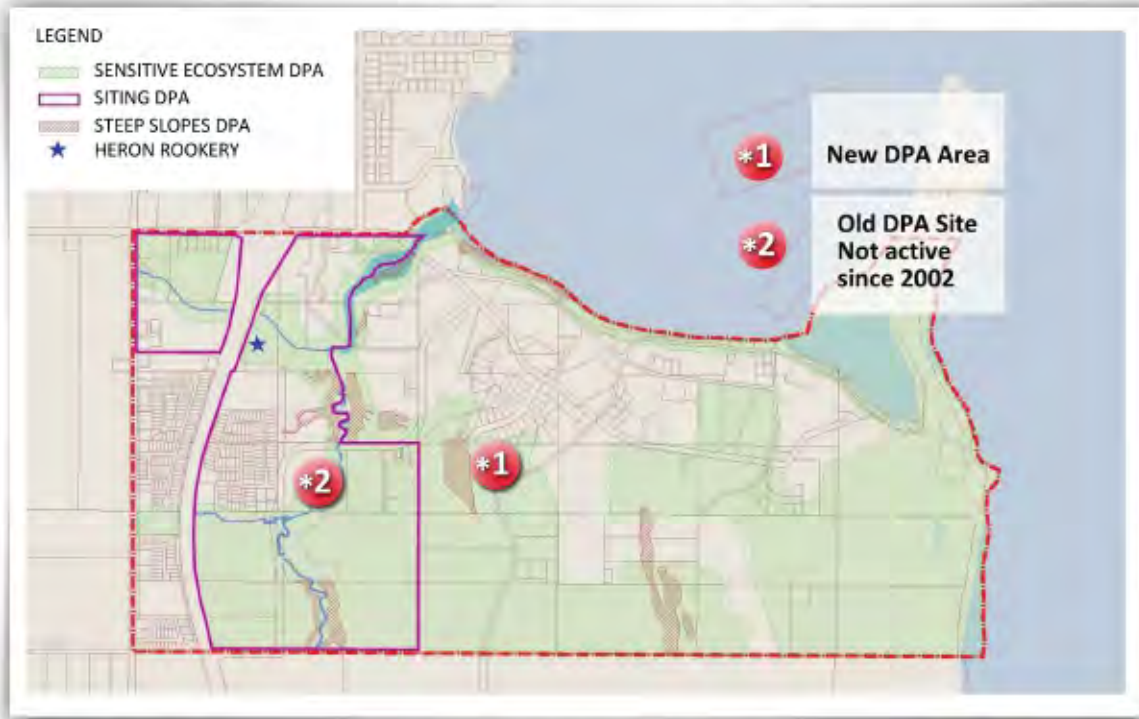 LEGEND
SENSITIVE ECOSYSTEM DPA
SITING DPA
STEEP SLOPES DPA
HERON ROOKERY
*1
New DPA Area
*2
Old DPA Site
Not active
since 2002
*1
*2